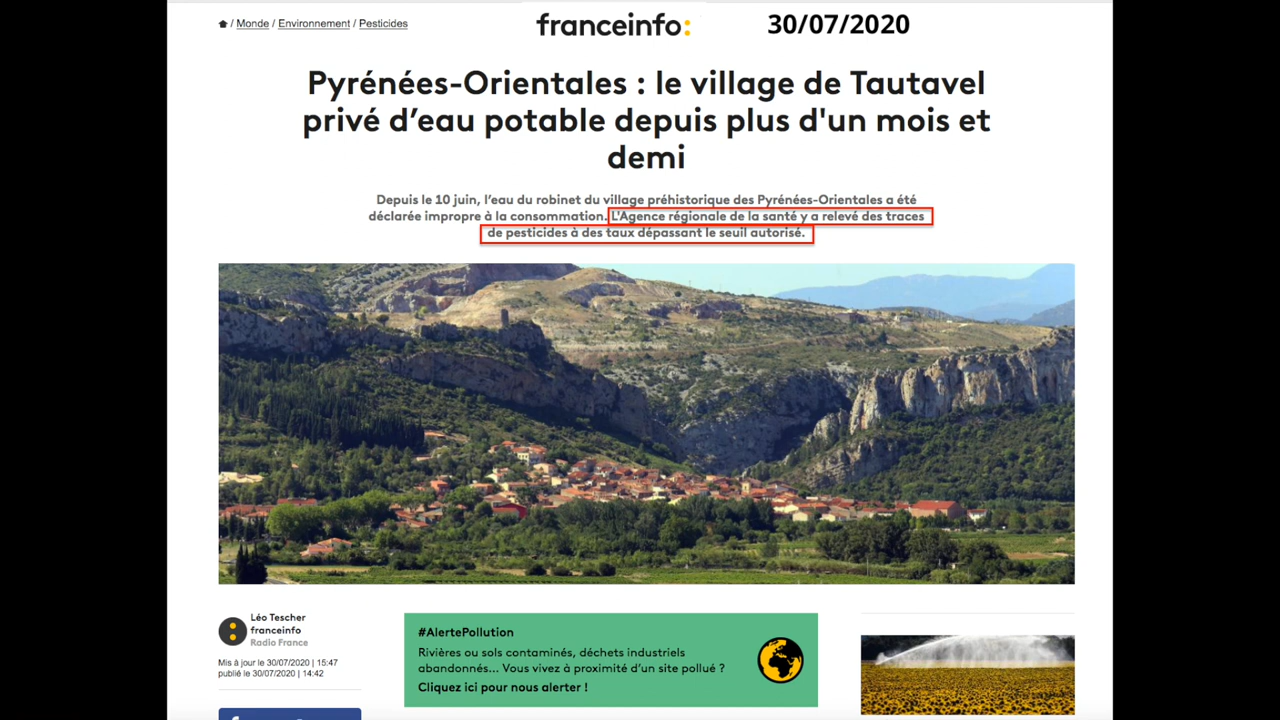 / Monde / Environnement / Pesticides
franceinfo:
30/07/2020
Pyrénées-Orientales : le village de Tautavel
privé d’eau potable depuis plus d'un mois et
demi
Depuis le 10 juin, l’eau du robinet du village préhistorique des Pyrénées-Orientales a été
déclarée impropre à la consommation. L'Agence régionale de la santé y a relevé des traces
de pesticides à des taux dépassant le seuil autorisé.
Léo Tescher
franceinfo
Radio France
Mis à jour le 30/07/2020 | 15:47
publié le 30/07/2020 | 14:42
#AlertePollution
Rivières ou sols contaminés, déchets industriels
abandonnés... Vous vivez à proximité d’un site pollué ?
Cliquez ici pour nous alerter !